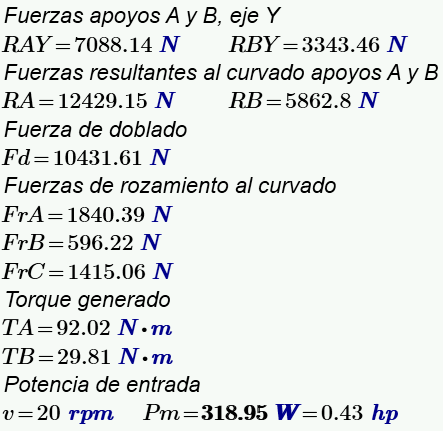 Fuerzas apoyos A y B, eje Y
RAY=7088.14 N RBY=3343.46 N
Fuerzas resultantes al curvado apoyos A y B
RA=12429.15 N RB=5862.8 N
Fuerza de doblado
Fd=10431.61 N
Fuerzas de rozamiento al curvado
FrA=1840.39 N
FrB=596.22 N
FrC=1415.06 N
Torque generado
TA=92.02 N·m
TB=29.81 N·m
Potencia de entrada
v=20 rpm Pm=318.95 W=0.43 hp